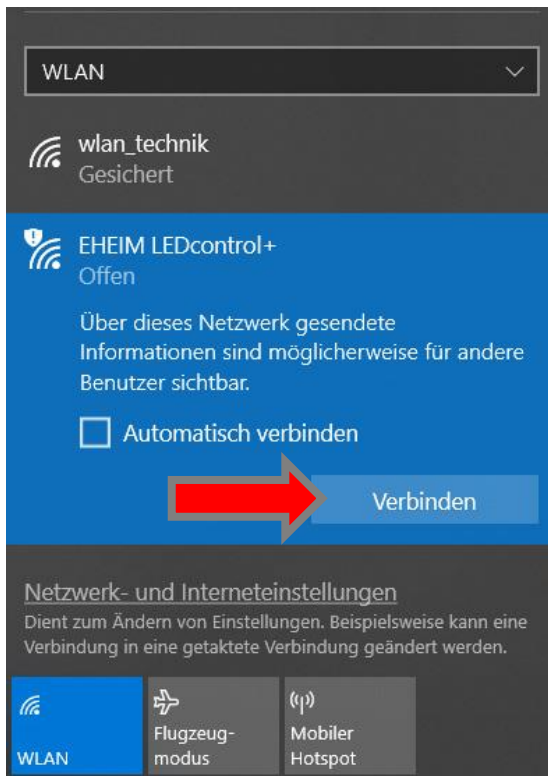 WLAN
wlan_technik
Gesichert
EHEIM LEDcontrol+
Offen
Über dieses Netzwerk gesendete
Informationen sind möglicherweise für andere
Benutzer sichtbar.
Automatisch verbinden
Verbinden
Netzwerk- und Interneteinstellungen
Dient zum Ändern von Einstellungen. Beispielsweise kann eine
Verbindung in eine getaktete Verbindung geändert werden.
WLAN
Flugzeug-
modus
Mobiler
Hotspot